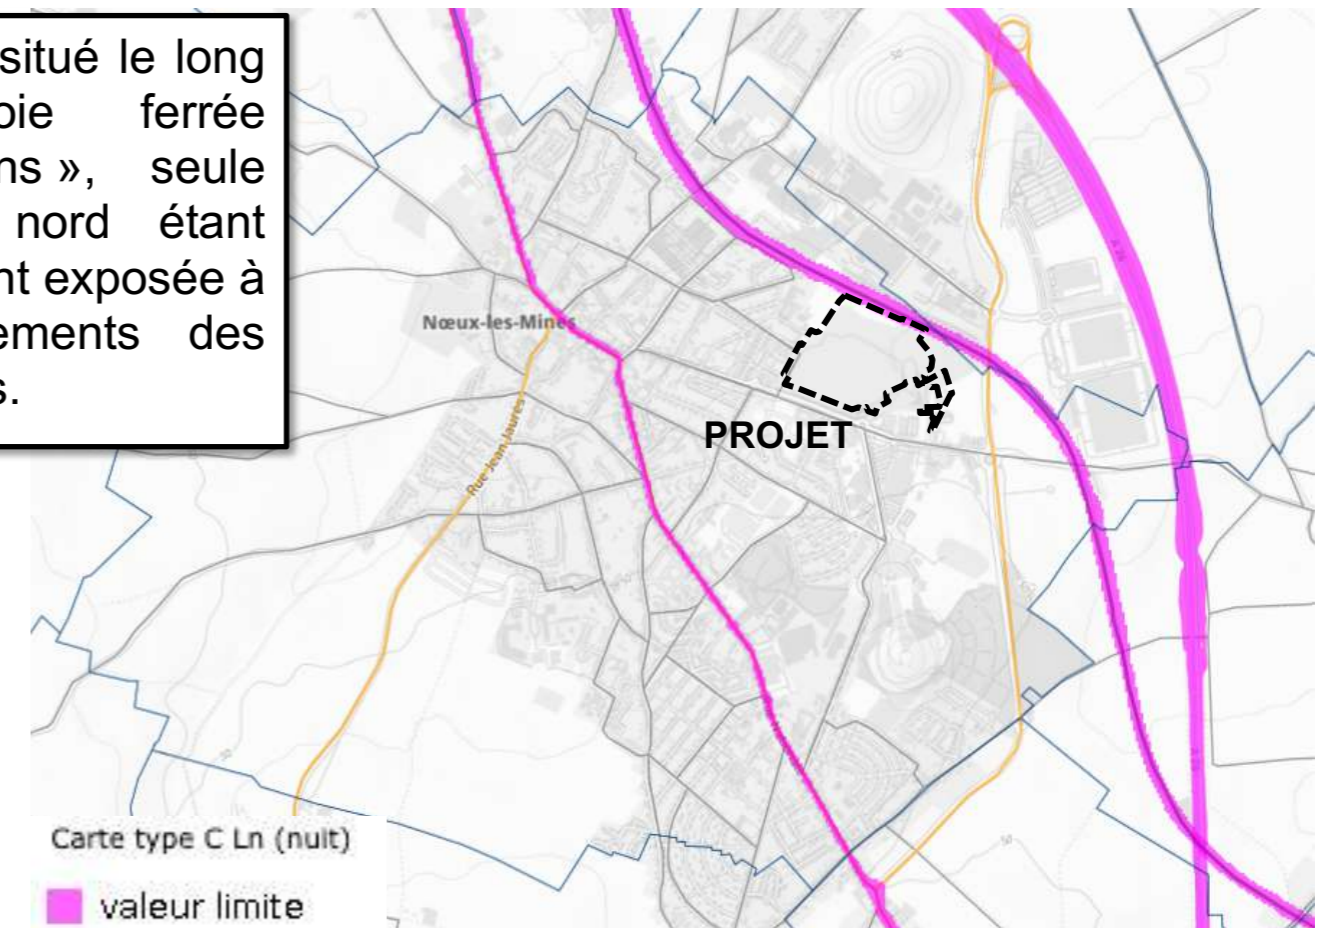 situé le long
oie ferrée
ns », seule
nord étant
nt exposée à
ements des
s.
Nœux-les-Mines
Rue Jean Jaurès
PROJET
A 26
Carte type C Ln (nuit)
valeur limite